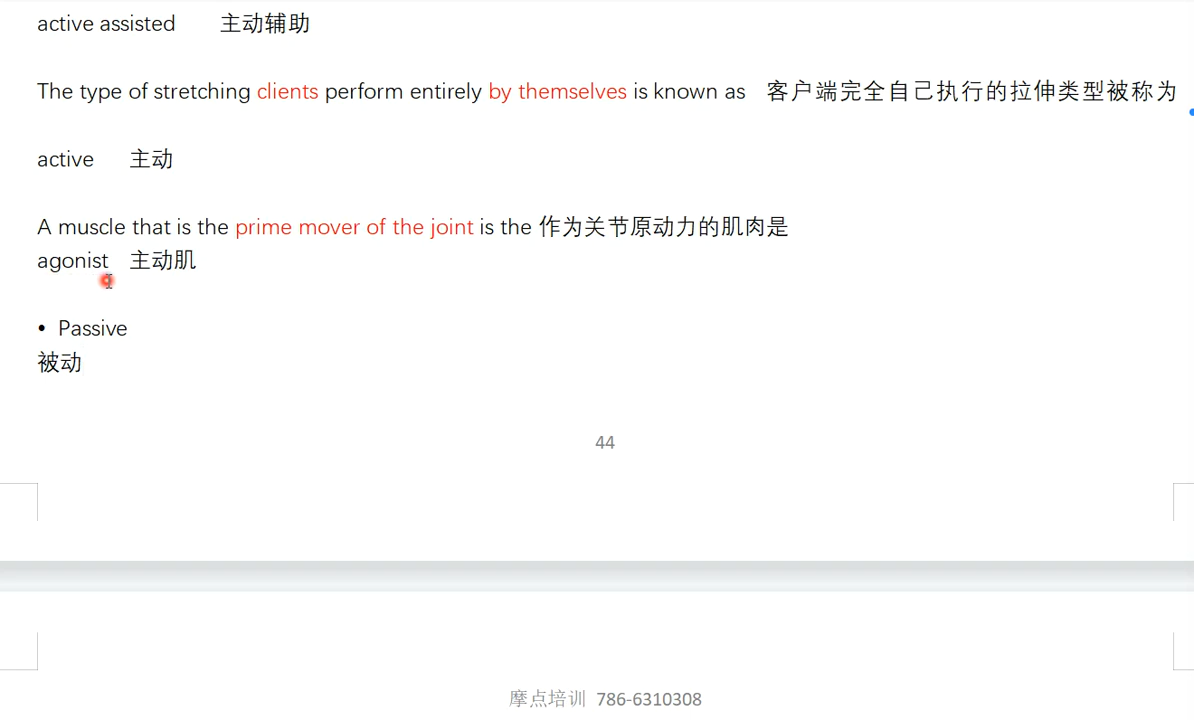 active assisted 主动辅助
The type of stretching clients perform entirely by themselves is known as 客户端完全自己执行的拉伸类型被称为
active 主动
A muscle that is the prime mover of the joint is the 作为关节原动力的肌肉是
agonist 主动肌
• Passive
被动
44
摩点培训 786-6310308